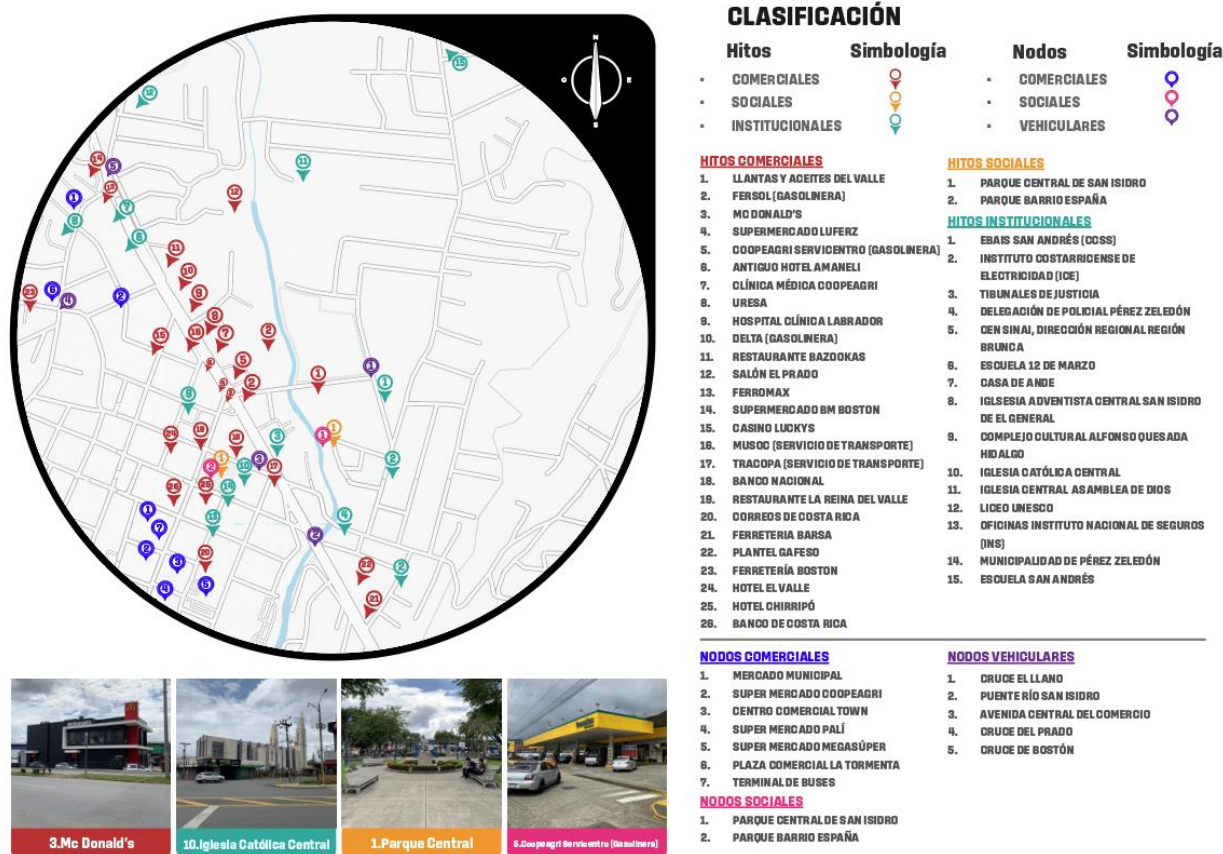 CLASIFICACIÓN
Hitos Simbología
COMERCIALES
SOCIALES
INSTITUCIONALES
Nodos Simbología
COMERCIALES
SOCIALES
VEHICULARES
HITOS COMERCIALES
1. LLANTAS Y ACEITES DEL VALLE
2. FERSOL (GASOLINERA)
3. MC DONALD'S
4. SUPERMERCADO LUFERZ
5. COOPEAGRI SERVICENTRO (GASOLINERA)
6. ANTIGUO HOTEL AMANELI
7. CLÍNICA MÉDICA COOPEAGRI
8. URESA
9. HOSPITAL CLÍNICA LABRADOR
10. DELTA (GASOLINERA)
11. RESTAURANTE BAZOOKAS
12. SALÓN EL PRADO
13. FERROMAX
14. SUPERMERCADO BM BOSTON
15. CASINO LUCKYS
16. MUSOC (SERVICIO DE TRANSPORTE)
17. TRACOPA (SERVICIO DE TRANSPORTE)
18. BANCO NACIONAL
19. RESTAURANTE LA REINA DEL VALLE
20. CORREOS DE COSTA RICA
21. FERRETERIA BARSA
22. PLANTEL GAFESO
23. FERRETERÍA BOSTON
24. HOTEL EL VALLE
25. HOTEL CHIRRIPÓ
26. BANCO DE COSTA RICA
HITOS SOCIALES
1. PARQUE CENTRAL DE SAN ISIDRO
2. PARQUE BARRIO ESPAÑA
HITOS INSTITUCIONALES
1. EBAIS SAN ANDRÉS (CCSS)
2. INSTITUTO COSTARRICENSE DE
ELECTRICIDAD (ICE)
3. TIBUNALES DE JUSTICIA
4. DELEGACIÓN DE POLICIAL PÉREZ ZELEDÓN
5. CEN SINAI, DIRECCIÓN REGIONAL REGIÓN
BRUNCA
6. ESCUELA 12 DE MARZO
7. CASA DE ANDE
8. IGLSESIA ADVENTISTA CENTRAL SAN ISIDRO
DE EL GENERAL
9. COMPLEJO CULTURAL ALFONSO QUESADA
HIDALGO
10. IGLESIA CATÓLICA CENTRAL
11. IGLESIA CENTRAL ASAMBLEA DE DIOS
12. LICEO UNESCO
13. OFICINAS INSTITUTO NACIONAL DE SEGUROS
(INS)
14. MUNICIPALIDAD DE PÉREZ ZELEDÓN
15. ESCUELA SAN ANDRÉS
NODOS COMERCIALES
1. MERCADO MUNICIPAL
2. SUPER MERCADO COOPEAGRI
3. CENTRO COMERCIAL TOWN
4. SUPER MERCADO PALÍ
5. SUPER MERCADO MEGASÚPER
6. PLAZA COMERCIAL LA TORMENTA
7. TERMINAL DE BUSES
NODOS SOCIALES
1. PARQUE CENTRAL DE SAN ISIDRO
2. PARQUE BARRIO ESPAÑA
NODOS VEHICULARES
1. CRUCE EL LLANO
2. PUENTE RÍO SAN ISIDRO
3. AVENIDA CENTRAL DEL COMERCIO
4. CRUCE DEL PRADO
5. CRUCE DE BOSTÓN
N
O E
S
3.Mc Donald's
10.Iglesia Católica Central
1.Parque Central
5.Coopeagri Servicentro (Gasolinera)